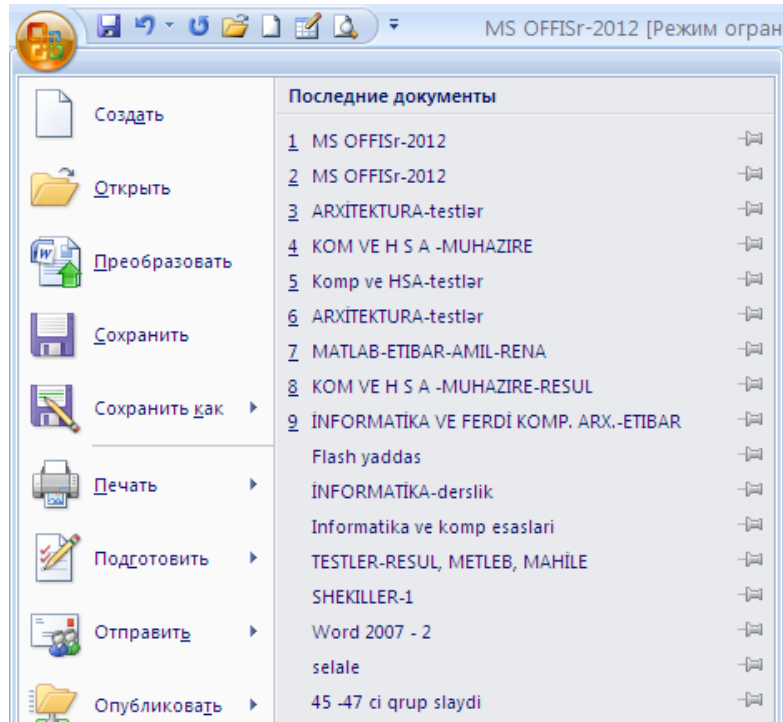 MS OFFISr-2012 [Режим огран
Создать
Открыть
Преобразовать
Сохранить
Сохранить как
Печать
Подготовить
Отправить
Опубликовать
Последние документы
1 MS OFFISr-2012
2 MS OFFISr-2012
3 ARXİTEKTURA-testlər
4 KOM VE H S A -MUHAZIRE
5 Komp ve HSA-testlər
6 ARXİTEKTURA-testlər
7 MATLAB-ETIBAR-AMIL-RENA
8 KOM VE H S A -MUHAZIRE-RESUL
9 İNFORMATİKA VE FERDİ KOMP. ARX.-ETIBAR
Flash yaddas
İNFORMATİKA-derslik
Informatika ve komp esaslari
TESTLER-RESUL, METLEB, MAHİLE
SHEKILLER-1
Word 2007 - 2
selale
45 -47 ci qrup slaydi